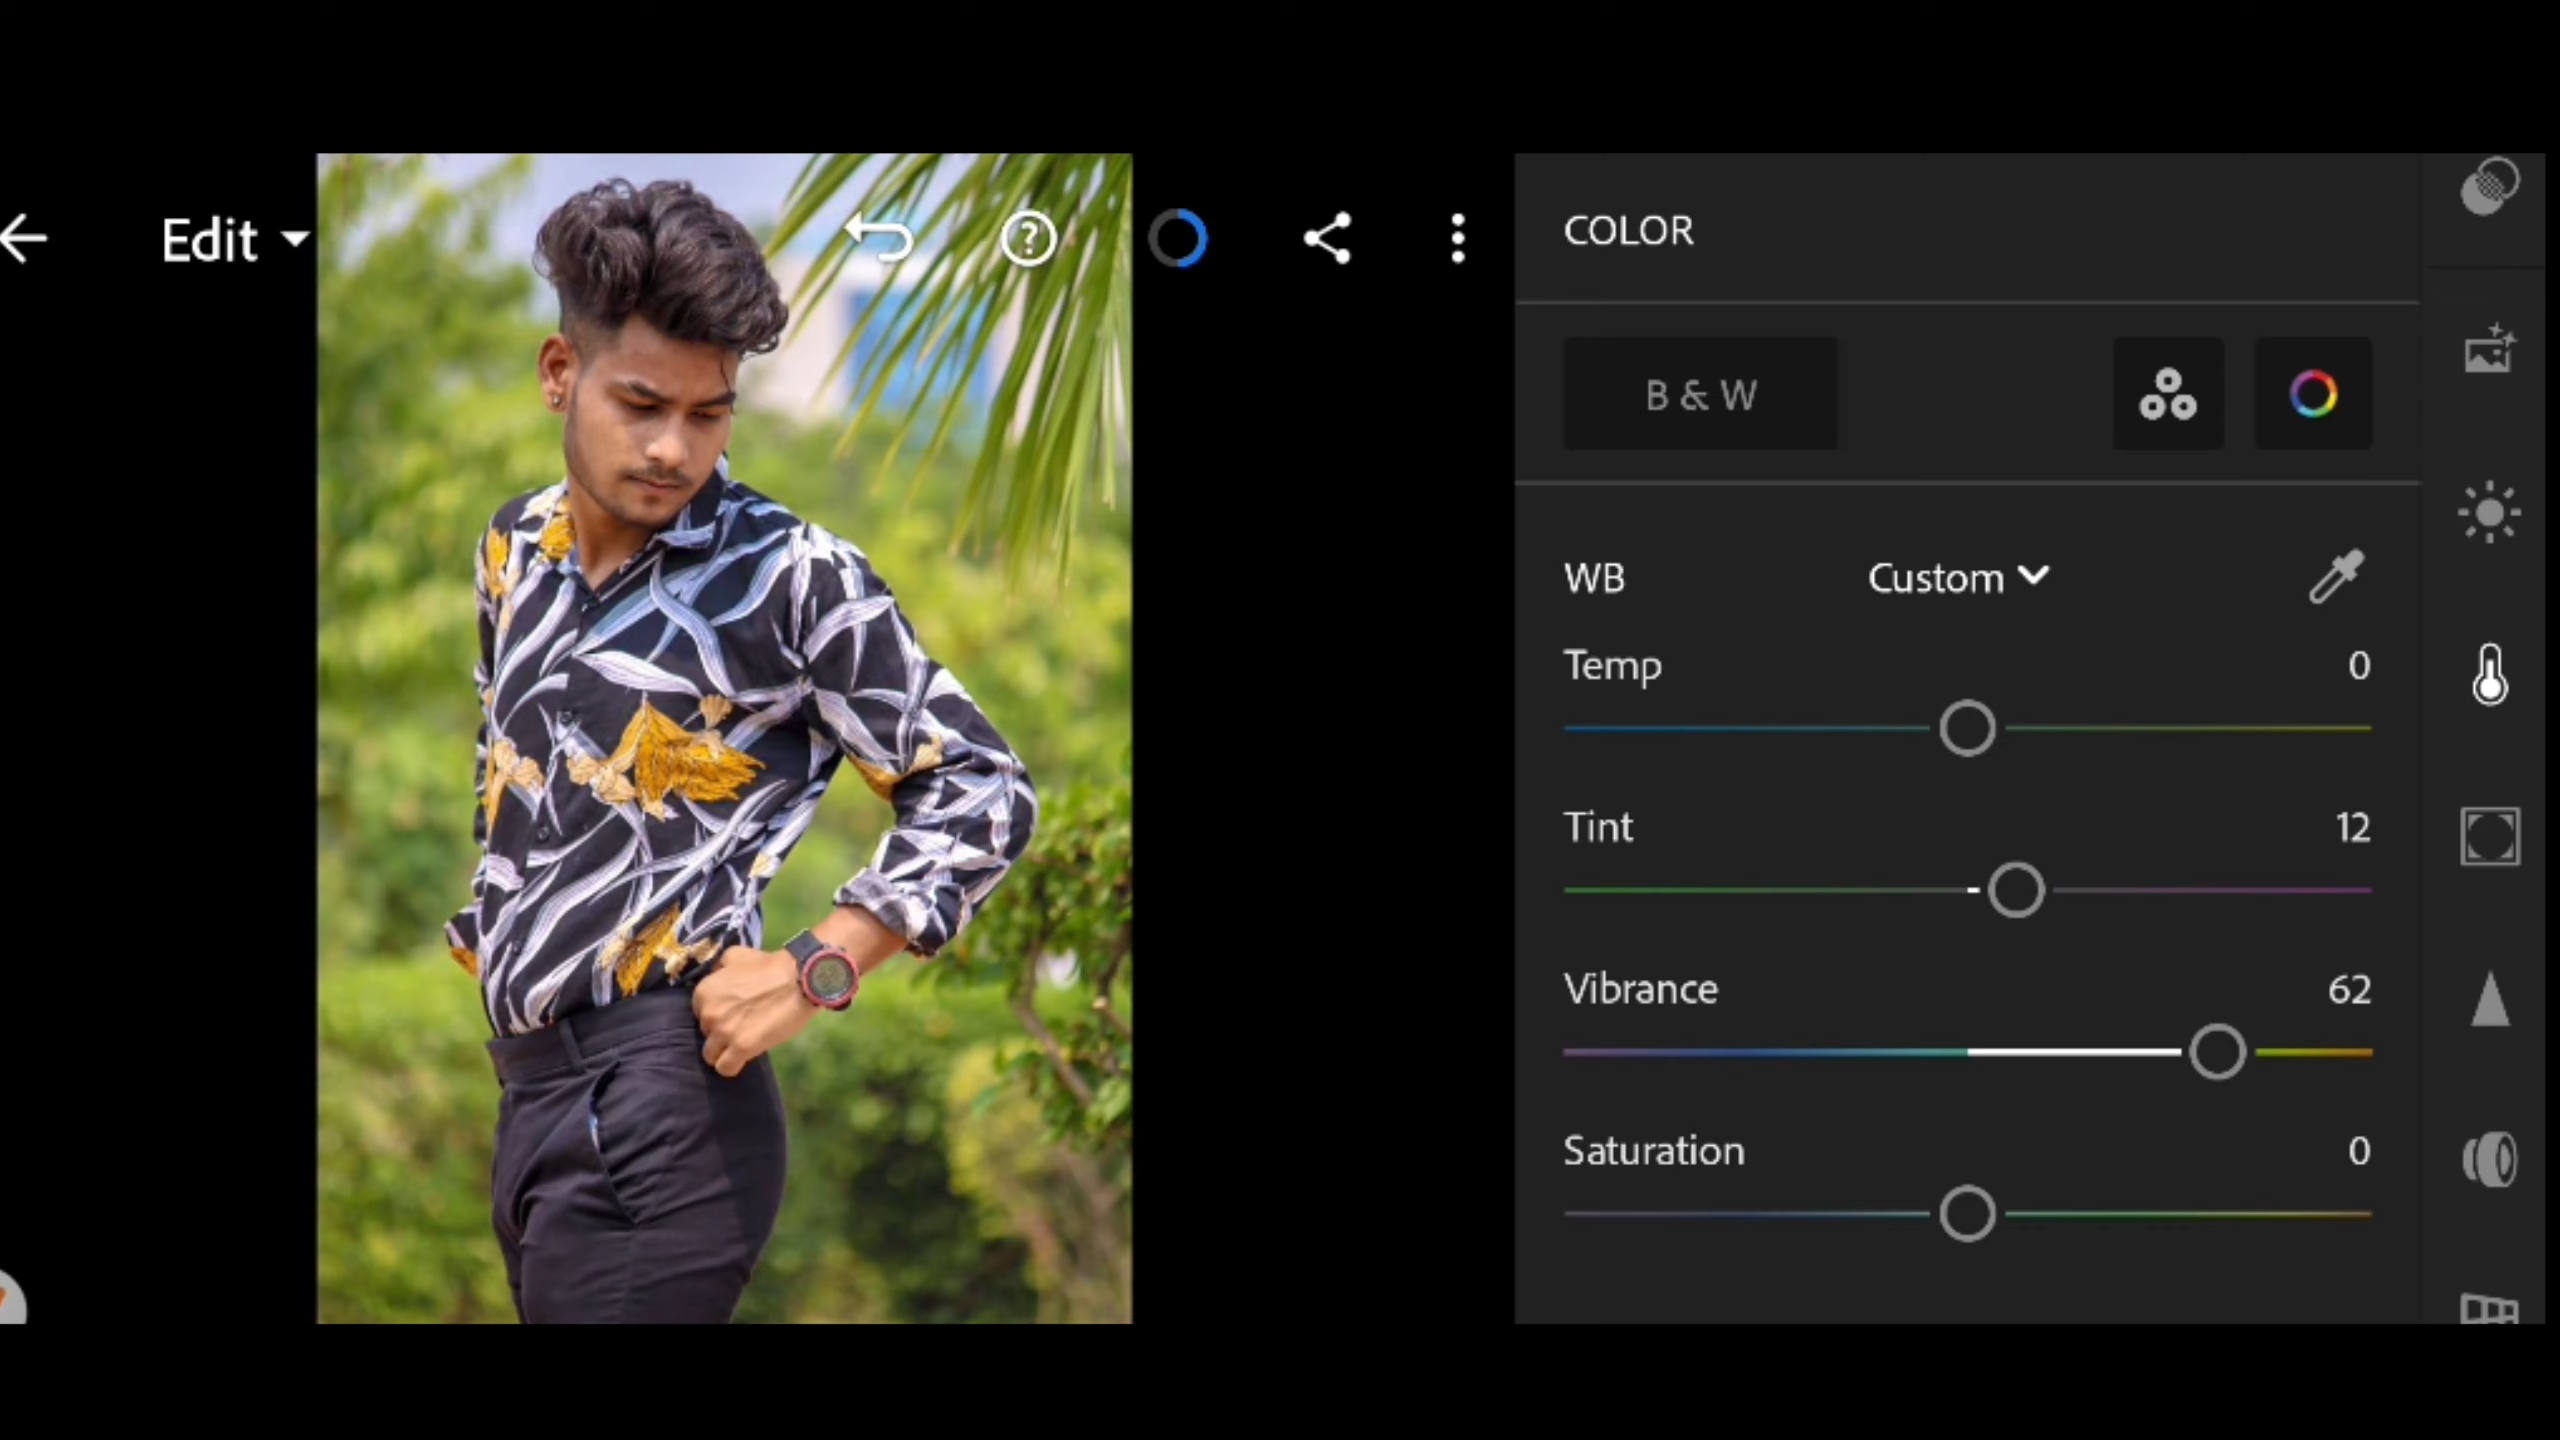 Edit
COLOR
B & W
WB Custom
Temp 0
Tint 12
Vibrance 62
Saturation 0